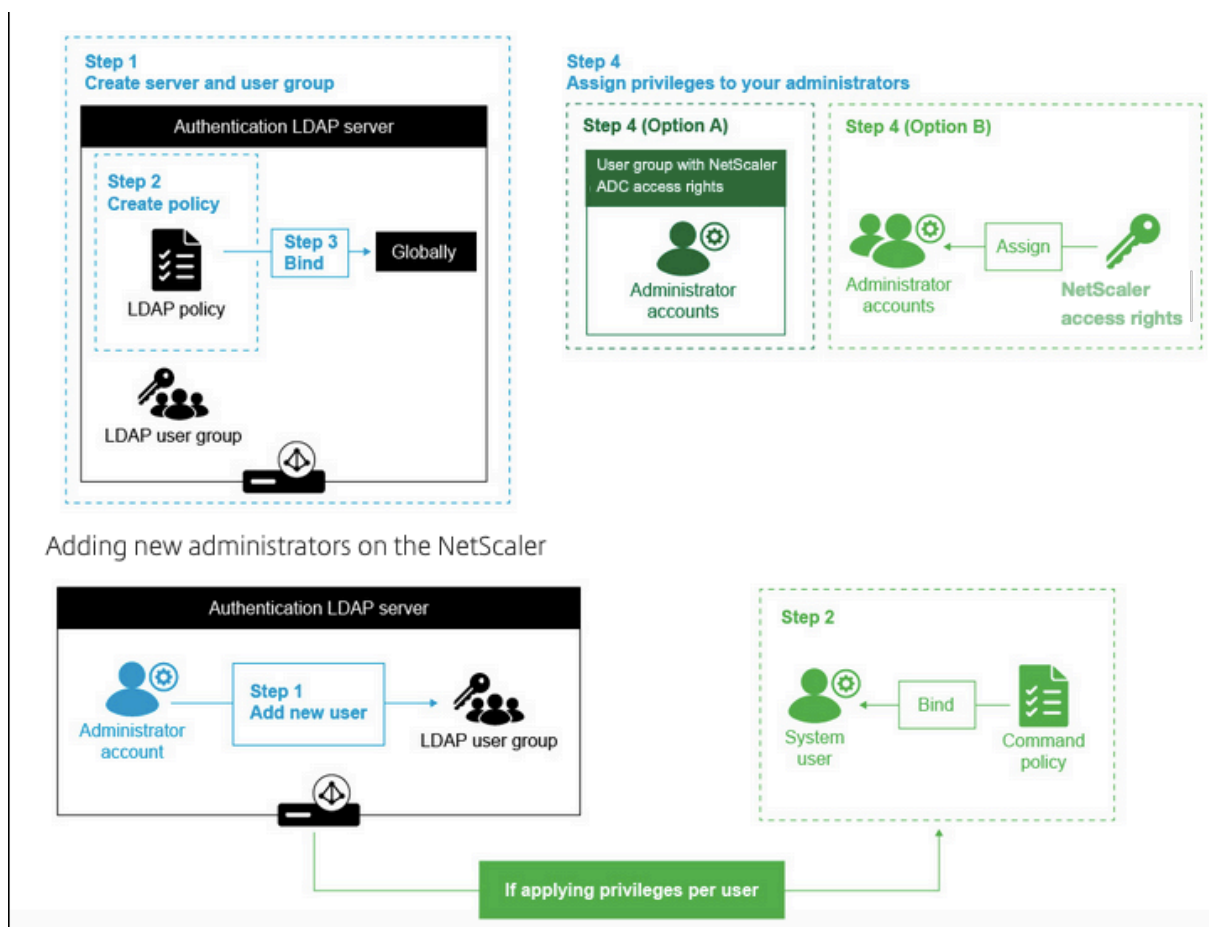 Step 1
Create server and user group
Authentication LDAP server
Step 2
Create policy
LDAP policy
Step 3
Bind
Globally
LDAP user group
Step 4
Assign privileges to your administrators
Step 4 (Option A)
User group with NetScaler
ADC access rights
Administrator
accounts
Step 4 (Option B)
Administrator
accounts
Assign
NetScaler
access rights
Adding new administrators on the NetScaler
Authentication LDAP server
Administrator
account
Step 1
Add new user
LDAP user group
Step 2
System
user
Bind
Command
policy
If applying privileges per user